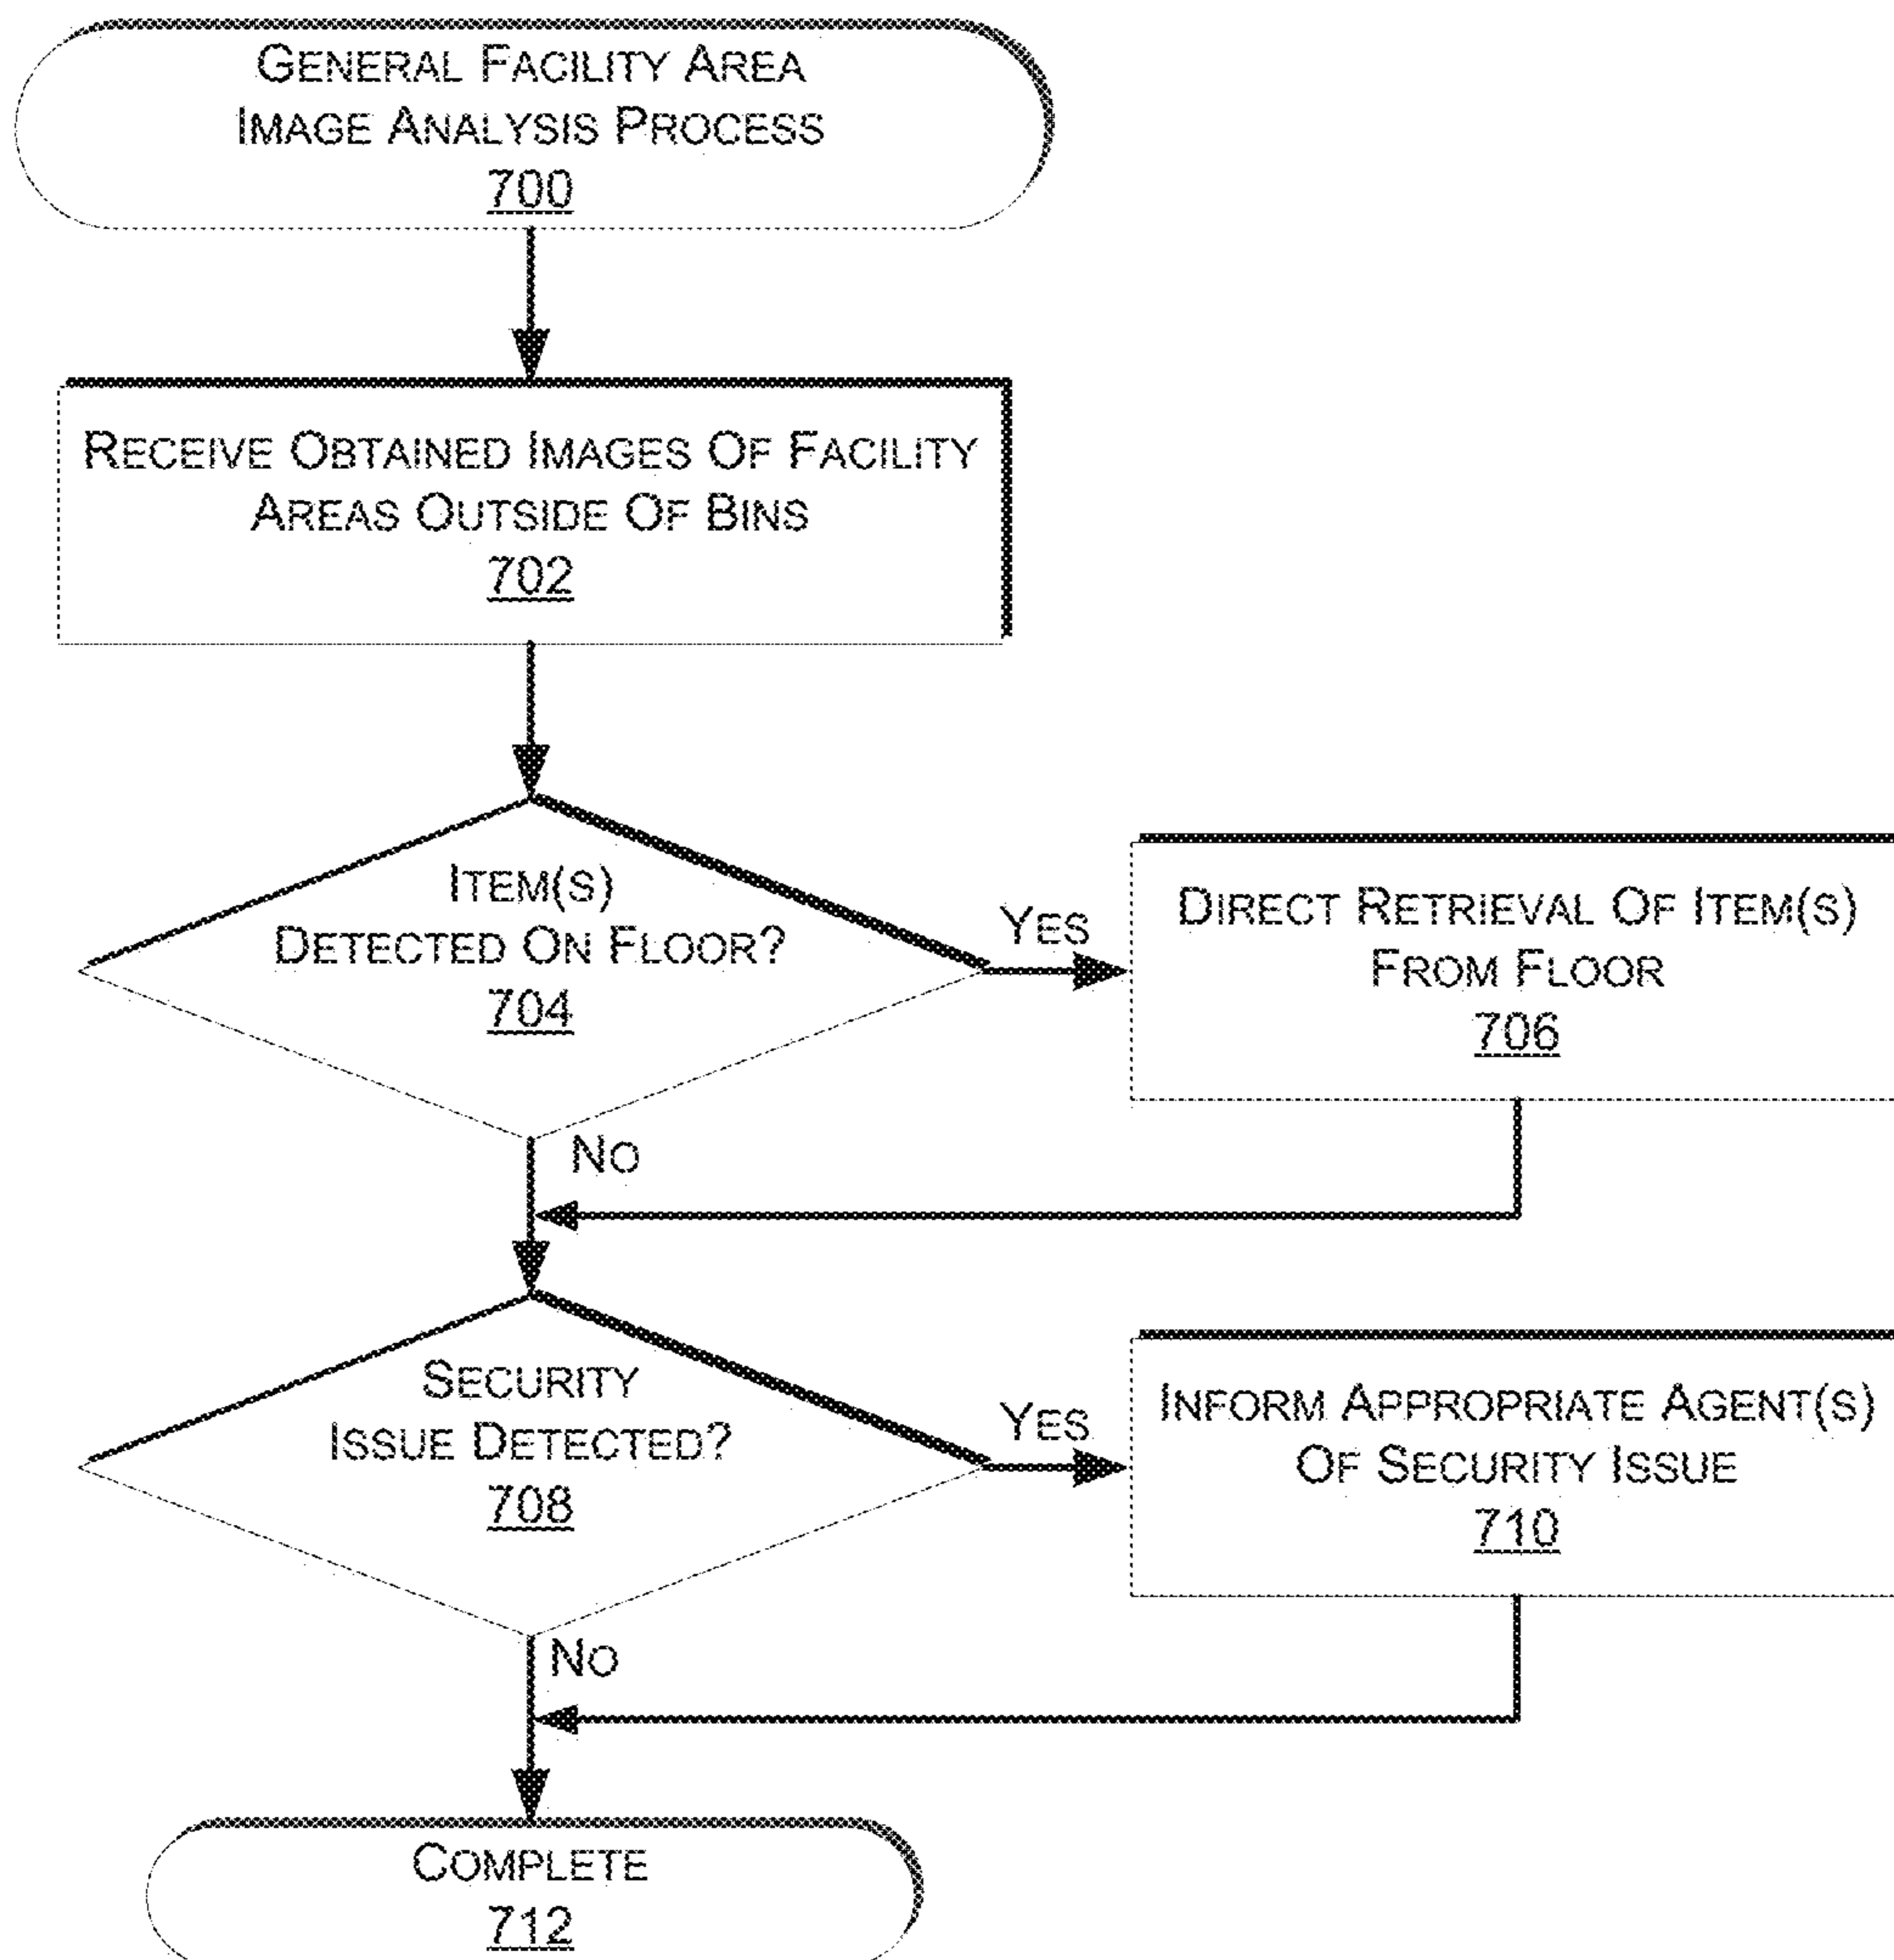 GENERAL FACILITY AREA
IMAGE ANALYSIS PROCESS
700
RECEIVE OBTAINED IMAGES OF FACILITY
AREAS OUTSIDE OF BINS
702
ITEM(S)
DETECTED ON FLOOR?
704
YES
DIRECT RETRIEVAL OF ITEM(S)
FROM FLOOR
706
NO
SECURITY
ISSUE DETECTED?
708
YES
INFORM APPROPRIATE AGENT(S)
OF SECURITY ISSUE
710
NO
COMPLETE
712